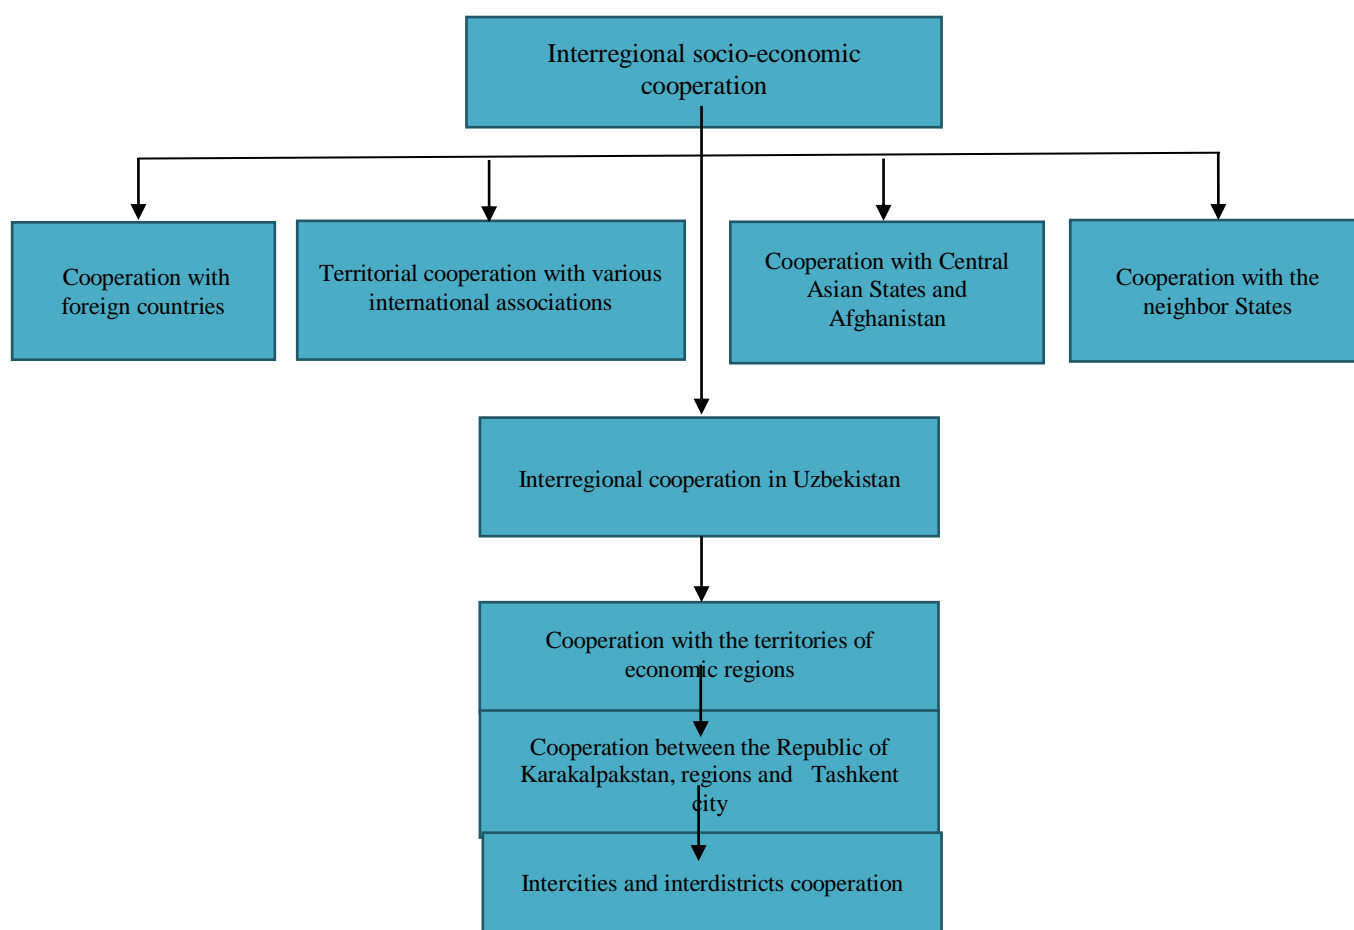 Interregional socio-economic
cooperation
Cooperation with
foreign countries
Territorial cooperation with various
international associations
Cooperation with Central
Asian States and
Afghanistan
Cooperation with the
neighbor States
Interregional cooperation in Uzbekistan
Cooperation with the territories of
economic regions
Cooperation between the Republic of
Karakalpakstan, regions and Tashkent
city
Intercities and interdistricts cooperation